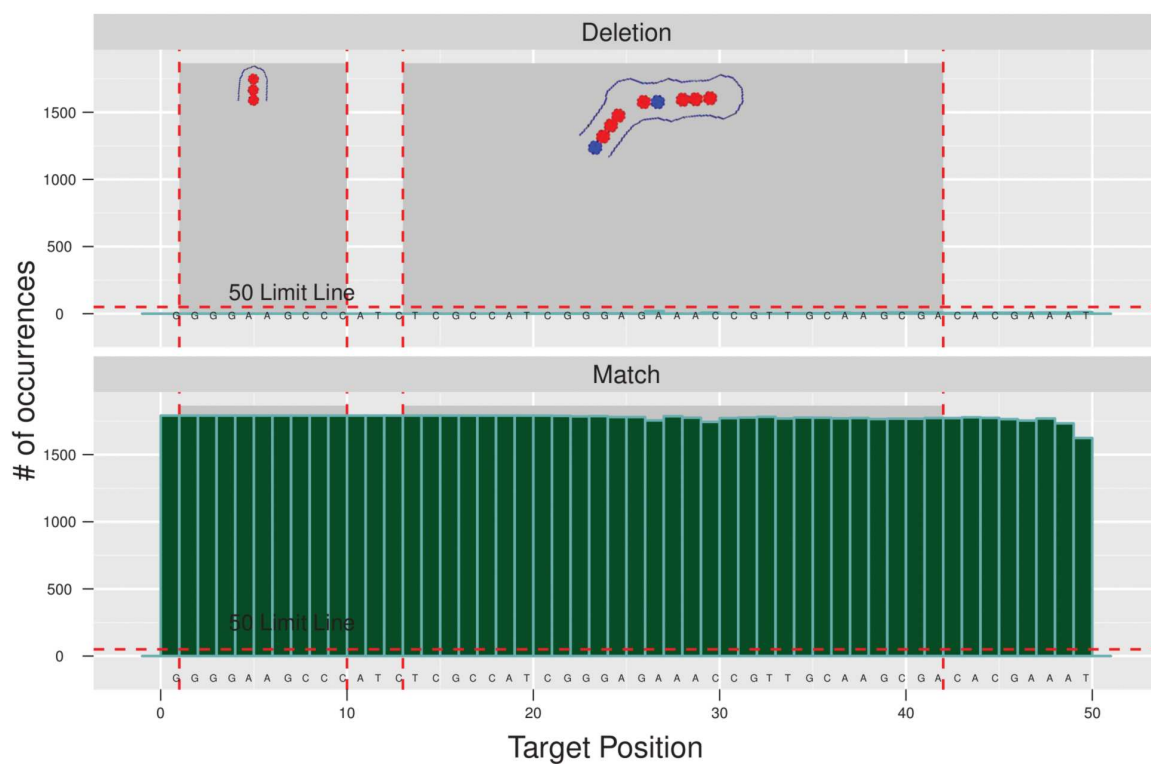 Deletion
1500
1000
500
50 Limit Line
0
G G G G A A G C C C A T C T C G C C A T C G G G A G A A A C C G T T G C A A G C G A C A C G A A A T
Match
1500
1000
500
50 Limit Line
0
G G G G A A G C C C A T C T C G C C A T C G G G A G A A A C C G T T G C A A G C G A C A C G A A A T
0 10 20 30 40 50
Target Position
# of occurrences